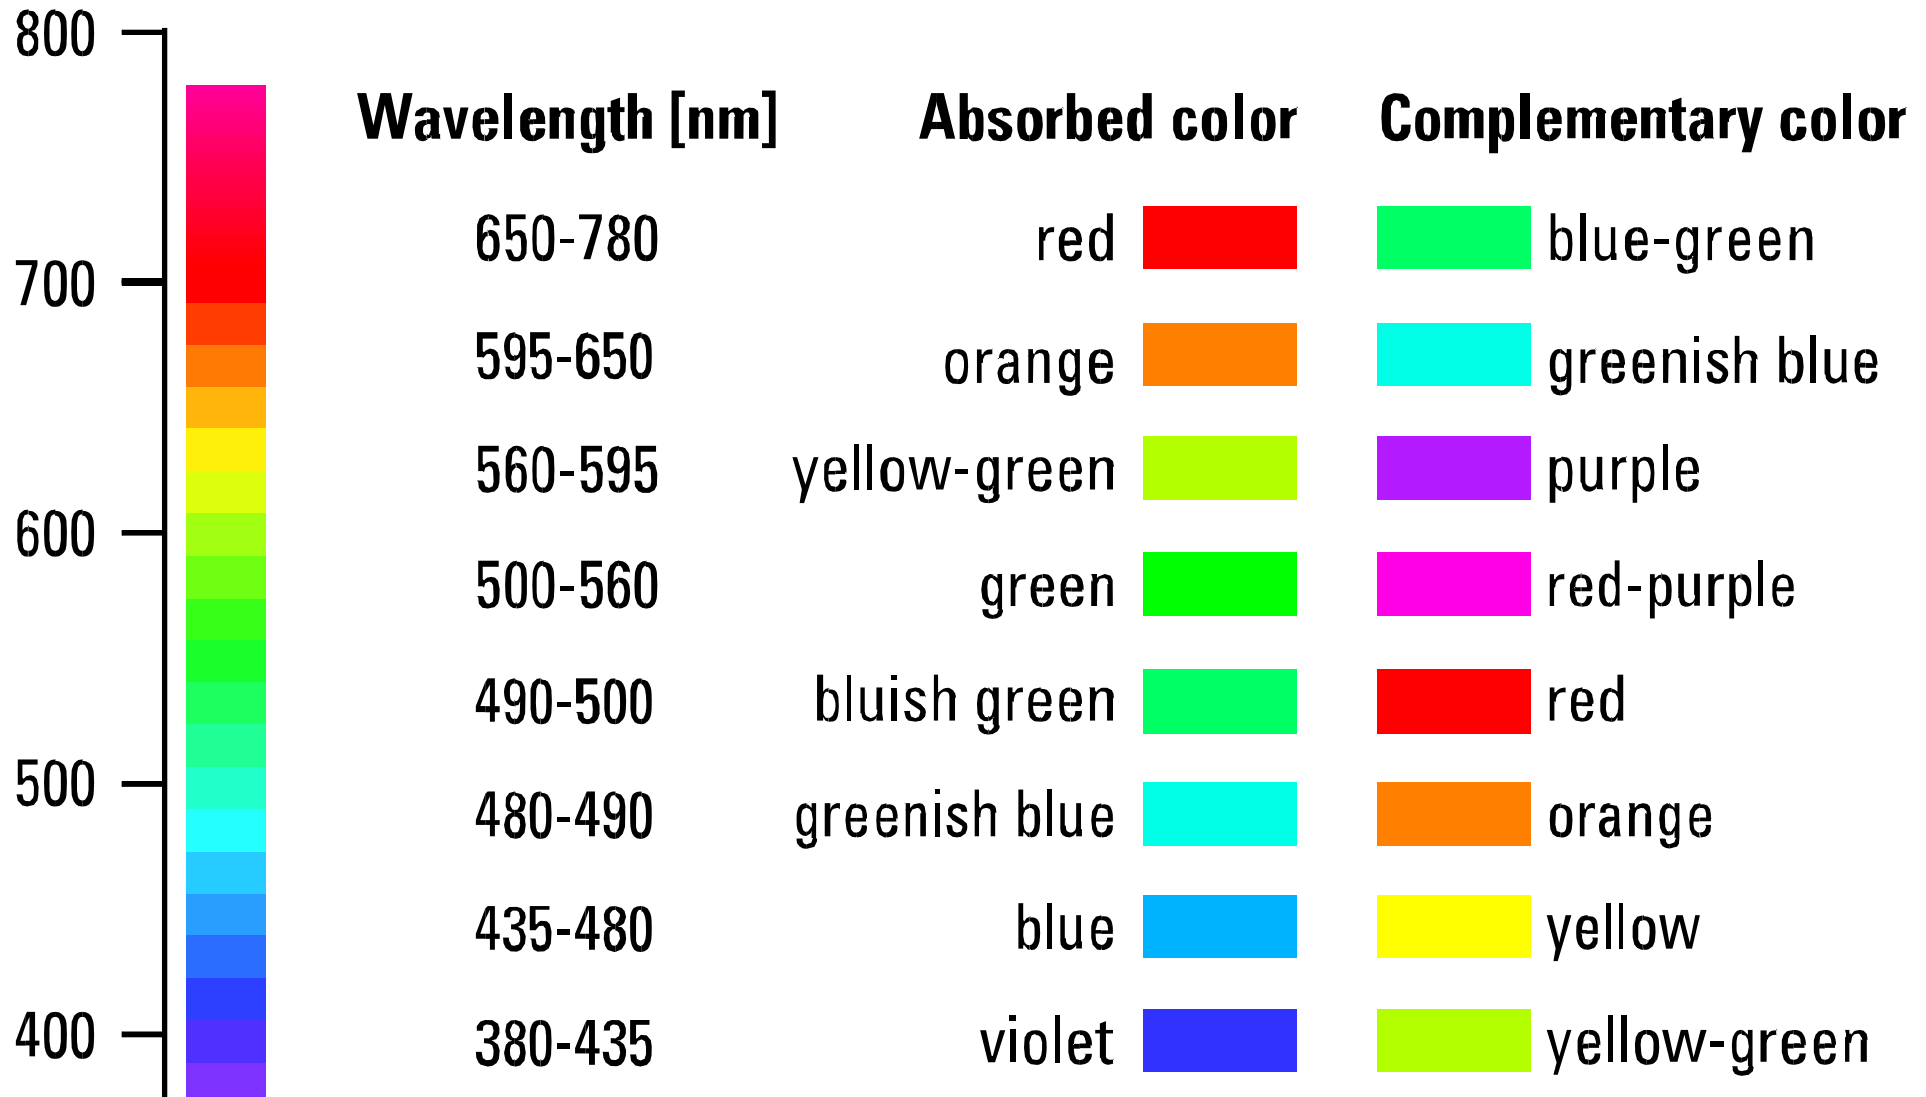 800
700
600
500
400
Wavelength [nm] Absorbed color Complementary color
650-780 red blue-green
595-650 orange greenish blue
560-595 yellow-green purple
500-560 green red-purple
490-500 bluish green red
480-490 greenish blue orange
435-480 blue yellow
380-435 violet yellow-green